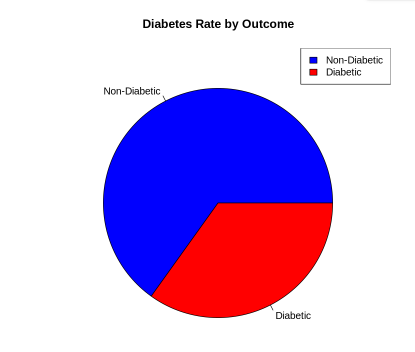 Diabetes Rate by Outcome
Non-Diabetic
Diabetic
Non-Diabetic
Diabetic